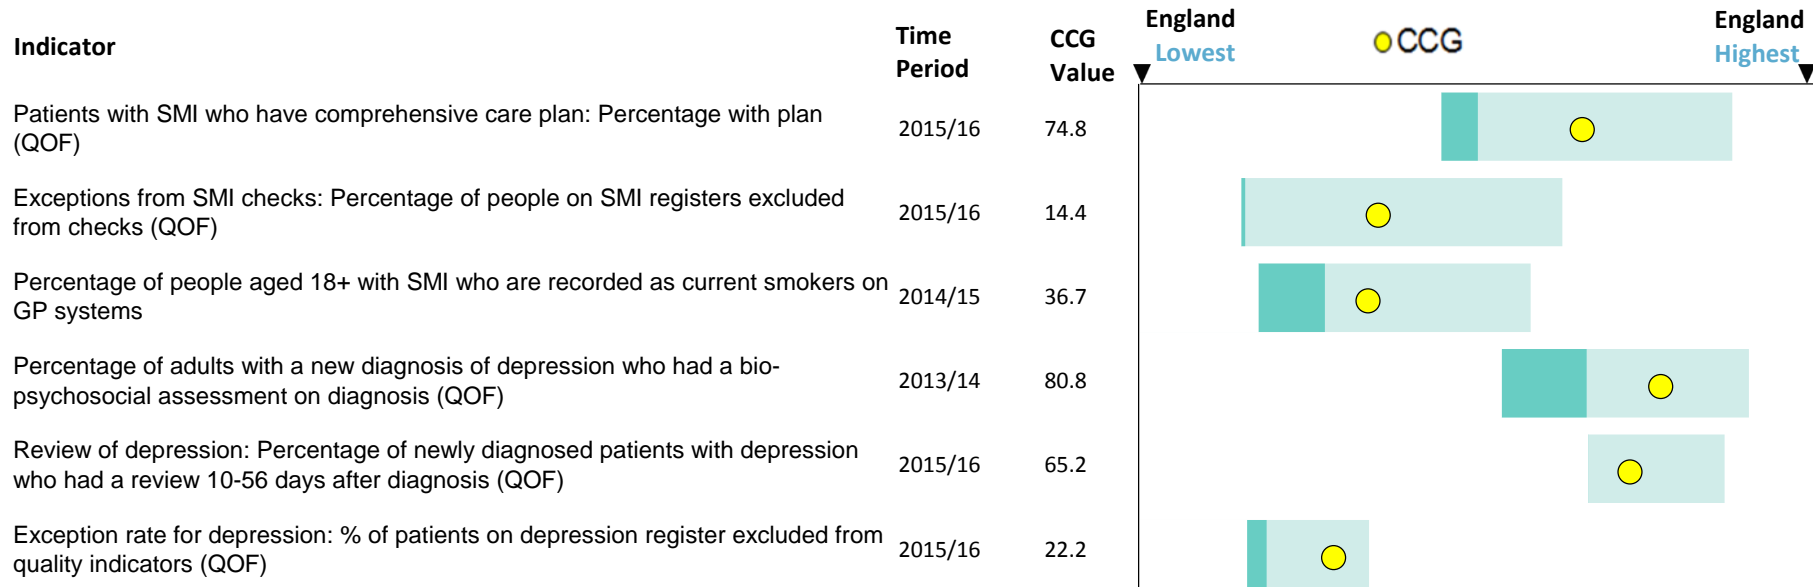 Indicator
Time Period
CCG Value
England Lowest
CCG
England Highest
Patients with SMI who have comprehensive care plan: Percentage with plan
(QOF)
2015/16
74.8
Exceptions from SMI checks: Percentage of people on SMI registers excluded
from checks (QOF)
2015/16
14.4
Percentage of people aged 18+ with SMI who are recorded as current smokers on
GP systems
2014/15
36.7
Percentage of adults with a new diagnosis of depression who had a bio-
psychosocial assessment on diagnosis (QOF)
2013/14
80.8
Review of depression: Percentage of newly diagnosed patients with depression
who had a review 10-56 days after diagnosis (QOF)
2015/16
65.2
Exception rate for depression: % of patients on depression register excluded from
quality indicators (QOF)
2015/16
22.2